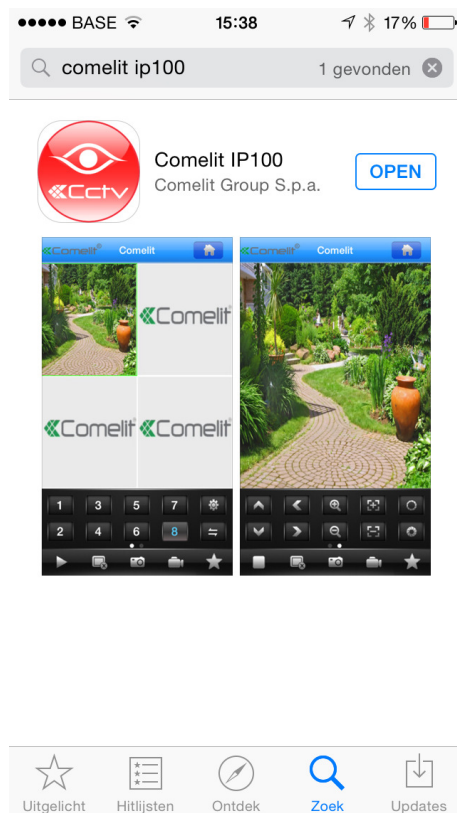 BASE 15:38 17%
comelit ip100 1 gevonden
Comelit IP100
Comelit Group S.p.a.
OPEN
Cctv
Comelit® Comelit
Comelit®
Comelit® Comelit®
1 3 5 7
2 4 6 8
Comelit® Comelit
Uitgelicht Hitlijsten Ontdek Zoek Updates